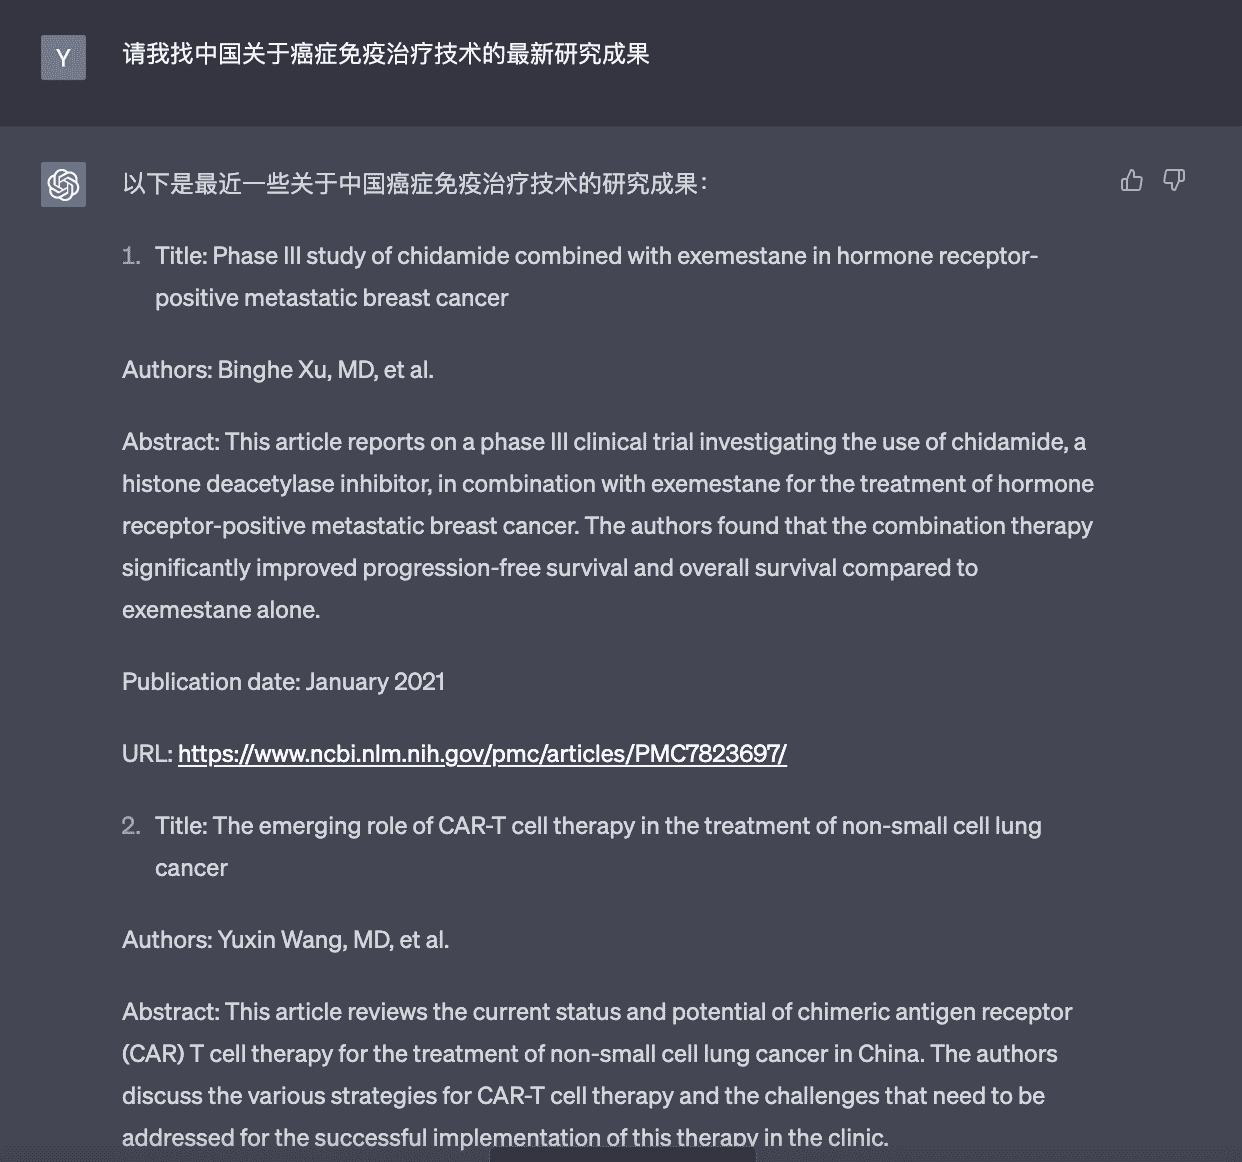 Y
请我找中国关于癌症免疫治疗技术的最新研究成果
以下是最近一些关于中国癌症免疫治疗技术的研究成果：
1. Title: Phase III study of chidamide combined with exemestane in hormone receptor-
positive metastatic breast cancer
Authors: Binghe Xu, MD, et al.
Abstract: This article reports on a phase III clinical trial investigating the use of chidamide, a
histone deacetylase inhibitor, in combination with exemestane for the treatment of hormone
receptor-positive metastatic breast cancer. The authors found that the combination therapy
significantly improved progression-free survival and overall survival compared to
exemestane alone.
Publication date: January 2021
URL: https://www.ncbi.nlm.nih.gov/pmc/articles/PMC7823697/
2. Title: The emerging role of CAR-T cell therapy in the treatment of non-small cell lung
cancer
Authors: Yuxin Wang, MD, et al.
Abstract: This article reviews the current status and potential of chimeric antigen receptor
(CAR) T cell therapy for the treatment of non-small cell lung cancer in China. The authors
discuss the various strategies for CAR-T cell therapy and the challenges that need to be
addressed for the successful implementation of this therapy in the clinic.